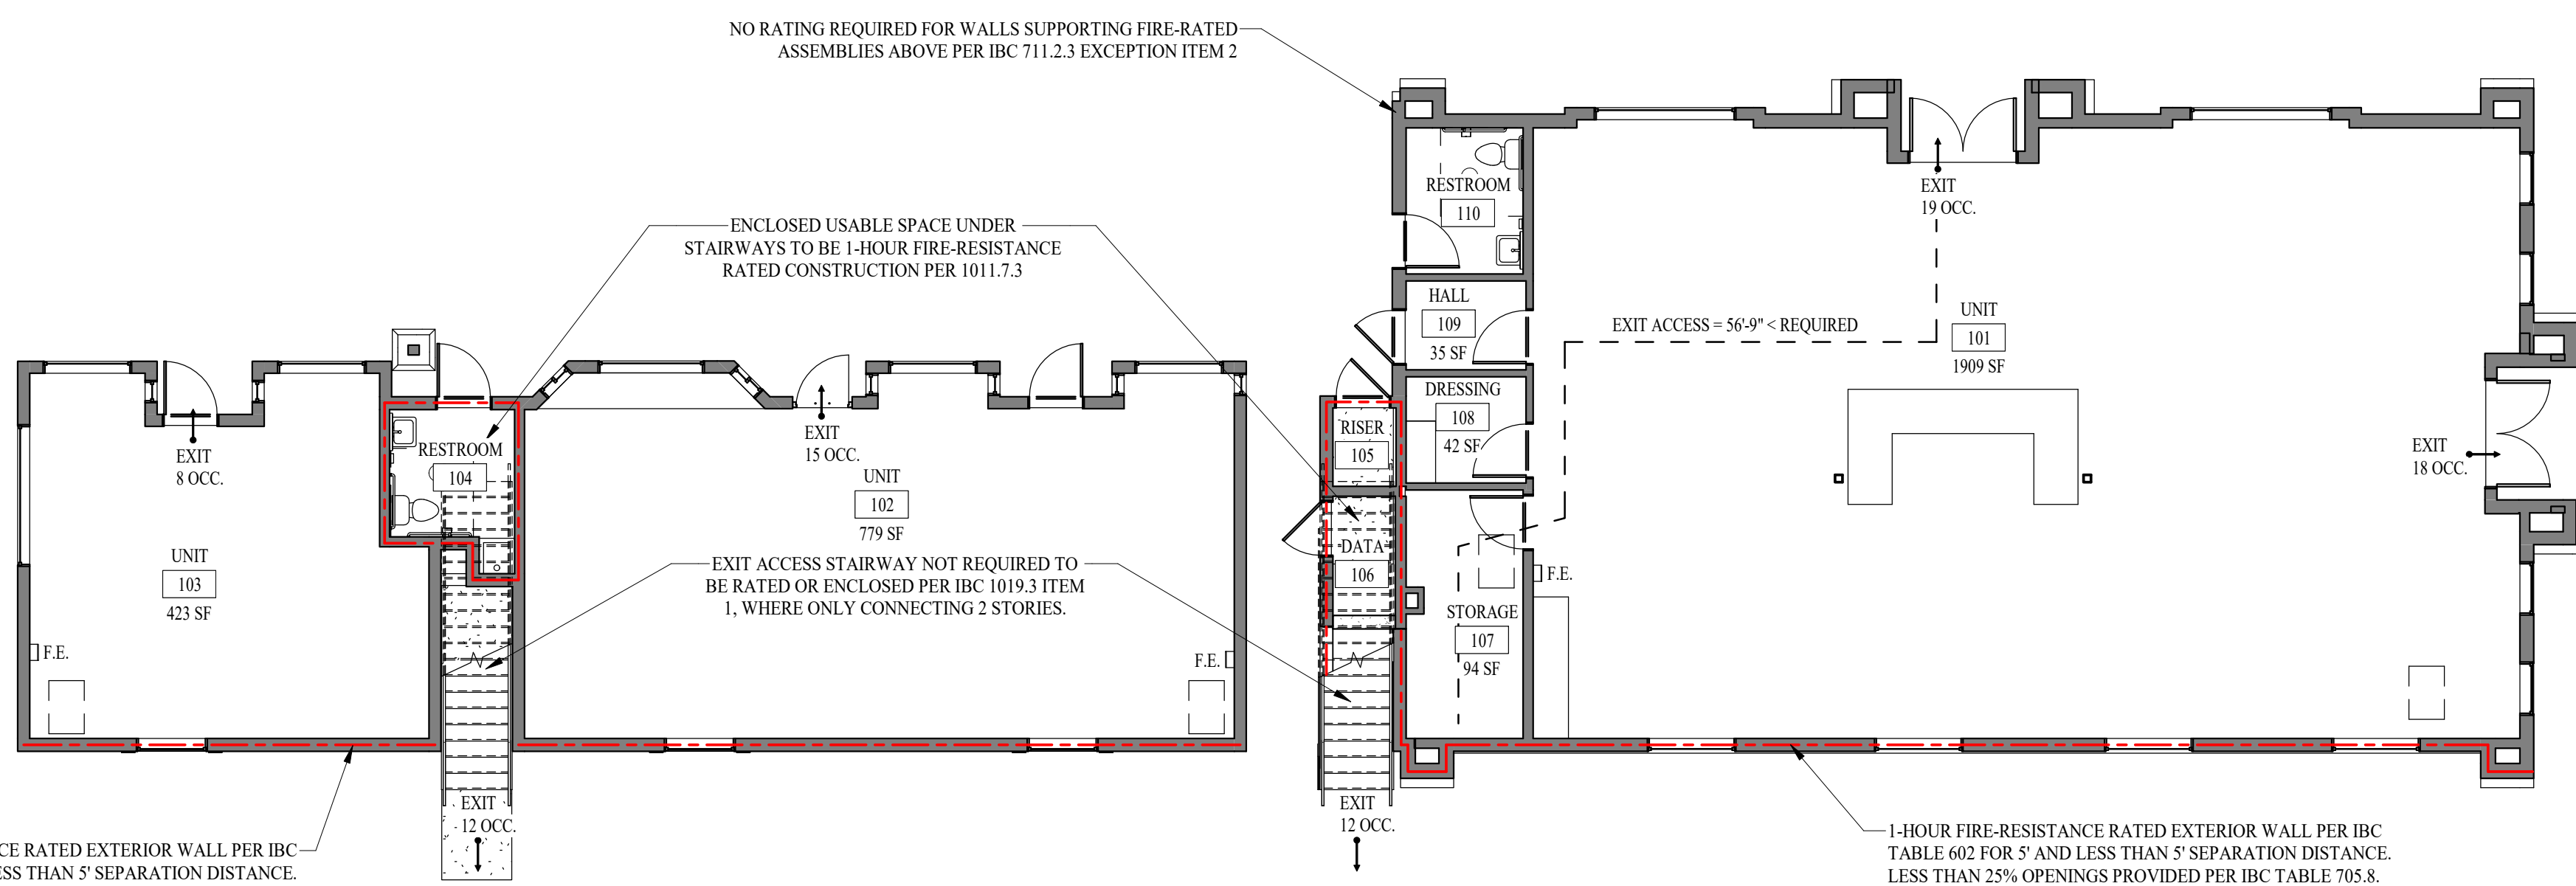 NO RATING REQUIRED FOR WALLS SUPPORTING FIRE-RATED
ASSEMBLIES ABOVE PER IBC 711.2.3 EXCEPTION ITEM 2
ENCLOSED USABLE SPACE UNDER
STAIRWAYS TO BE 1-HOUR FIRE-RESISTANCE
RATED CONSTRUCTION PER 1011.7.3
RESTROOM
110
EXIT
19 OCC.
HALL
109
35 SF
EXIT ACCESS = 56'-9" < REQUIRED
UNIT
101
1909 SF
DRESSING
108
42 SF
RISER
105
EXIT
18 OCC.
EXIT
8 OCC.
RESTROOM
104
EXIT
15 OCC.
UNIT
102
779 SF
UNIT
103
423 SF
EXIT ACCESS STAIRWAY NOT REQUIRED TO
BE RATED OR ENCLOSED PER IBC 1019.3 ITEM
1, WHERE ONLY CONNECTING 2 STORIES.
DATA
106
F.E.
STORAGE
107
94 SF
F.E.
F.E.
EXIT
12 OCC.
EXIT
12 OCC.
CE RATED EXTERIOR WALL PER IBC
ESS THAN 5' SEPARATION DISTANCE.
1-HOUR FIRE-RESISTANCE RATED EXTERIOR WALL PER IBC
TABLE 602 FOR 5' AND LESS THAN 5' SEPARATION DISTANCE.
LESS THAN 25% OPENINGS PROVIDED PER IBC TABLE 705.8.